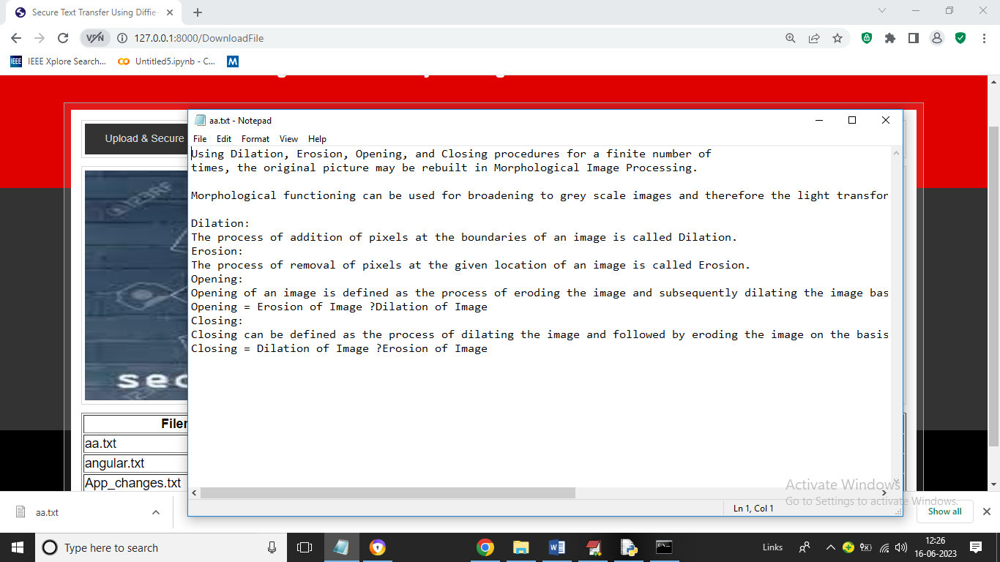 Secure Text Transfer Using Diffie-
VPN
127.0.0.1:8000/DownloadFile
IEEE
IEEE Xplore Search...
Untitled5.ipynb - C...
M
aa.txt - Notepad
File Edit Format View Help
Upload & Secure
Using Dilation, Erosion, Opening, and Closing procedures for a finite number of
times, the original picture may be rebuilt in Morphological Image Processing.
Morphological functioning can be used for broadening to grey scale images and therefore the light transfor
Dilation:
The process of addition of pixels at the boundaries of an image is called Dilation.
Erosion:
The process of removal of pixels at the given location of an image is called Erosion.
Opening:
Opening of an image is defined as the process of eroding the image and subsequently dilating the image bas
Opening = Erosion of Image ?Dilation of Image
Closing:
Closing can be defined as the process of dilating the image and followed by eroding the image on the basis
Closing = Dilation of Image ?Erosion of Image
123RF
sec
Filen
aa.txt
angular.txt
App_changes.txt
Ln 1, Col 1
Activate Windows
Go to Settings to activate Windows.
aa.txt
Show all
Type here to search
Links
12:26
16-06-2023